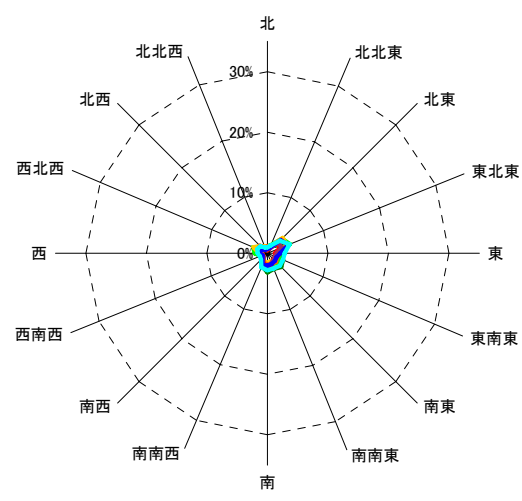 北
北北西
北北東
30%
北西
北東
20%
西北西
東北東
10%
西
0%
東
西南西
東南東
南西
南東
南南西
南南東
南